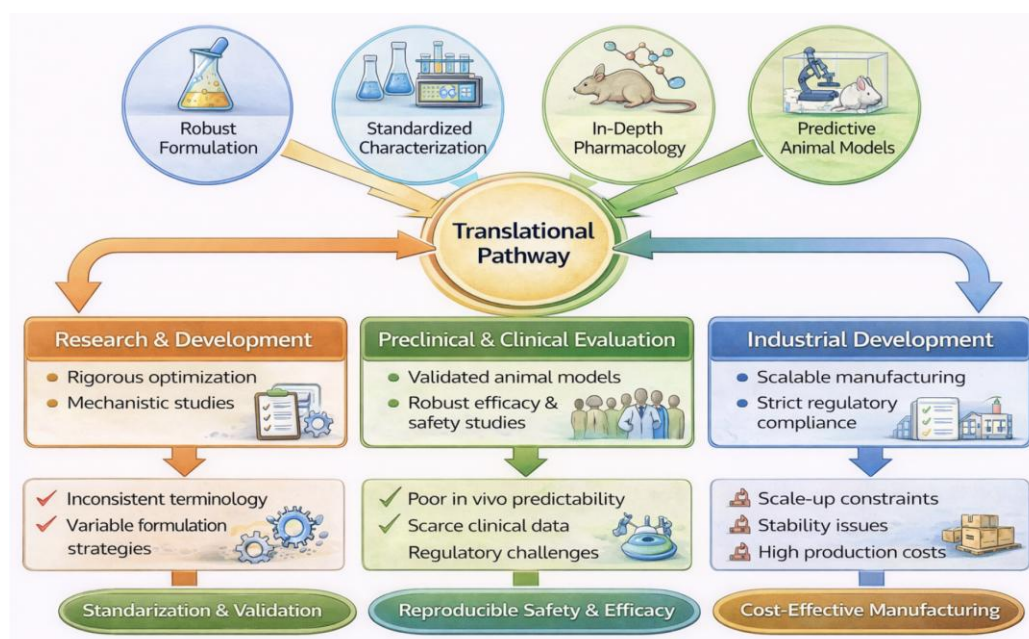 Robust
Formulation
Standardized
Characterization
In-Depth
Pharmacology
Predictive
Animal Models
Translational
Pathway
Research & Development
Rigorous optimization
Mechanistic studies
Preclinical & Clinical Evaluation
Validated animal models
Robust efficacy &
safety studies
Industrial Development
Scalable manufacturing
Strict regulatory
compliance
Inconsistent terminology
Variable formulation
strategies
Poor in vivo predictability
Scarce clinical data
Regulatory challenges
Scale-up constraints
Stability issues
High production costs
Standarization & Validation
Reproducible Safety & Efficacy
Cost-Effective Manufacturing